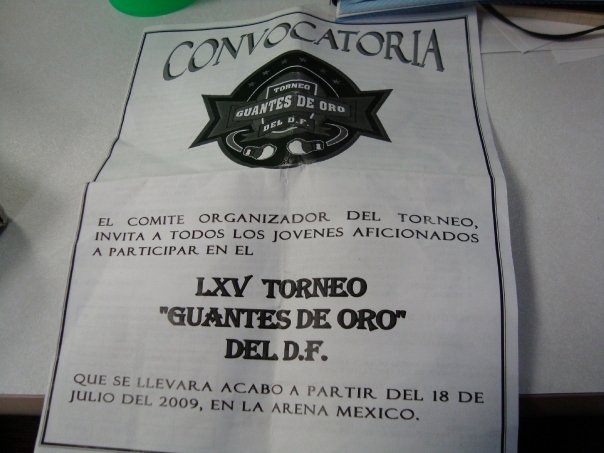 CONVOCATORIA
TORNEO
GUANTES DE ORO
DEL D.F.
EL COMITE ORGANIZADOR DEL TORNEO,
INVITA A TODOS LOS JOVENES AFICIONADOS
A PARTICIPAR EN EL
LXV TORNEO
"GUANTES DE ORO"
DEL D.F.
QUE SE LLEVARA ACABO A PARTIR DEL 18 DE
JULIO DEL 2009, EN LA ARENA MEXICO.